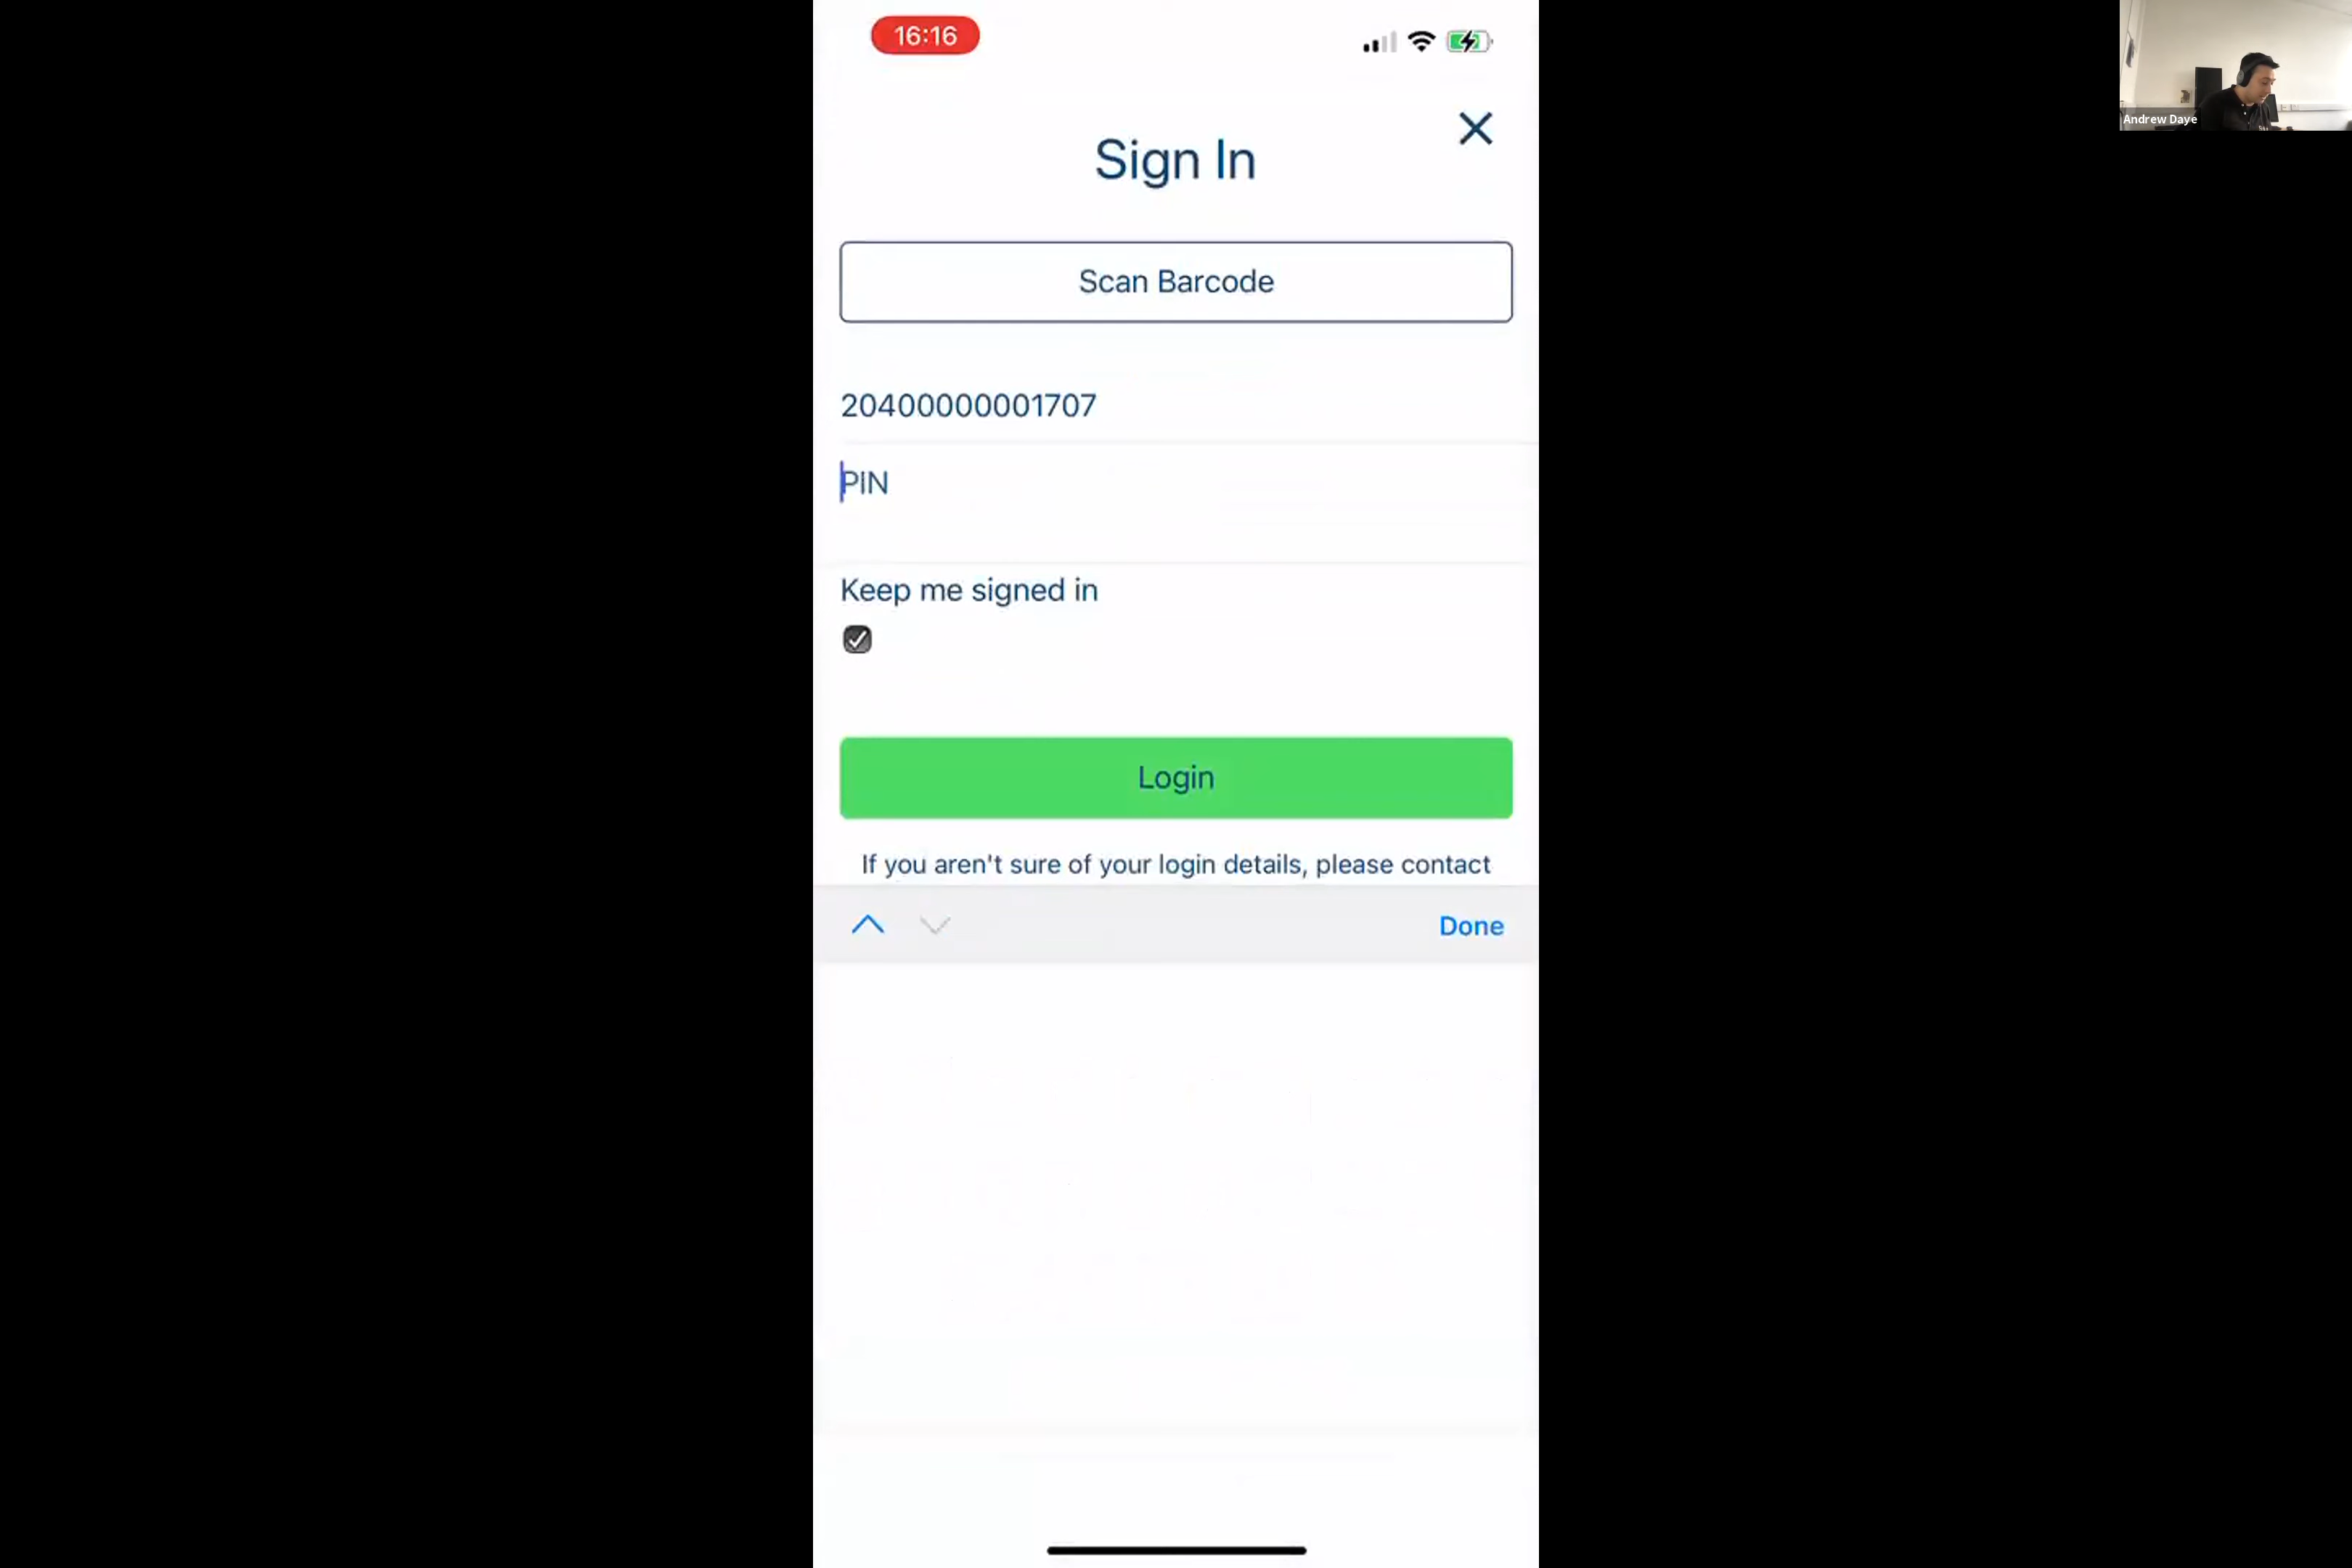 16:16
Sign In
Scan Barcode
20400000001707
PIN
Keep me signed in
Login
If you aren't sure of your login details, please contact
Done
Andrew Daye